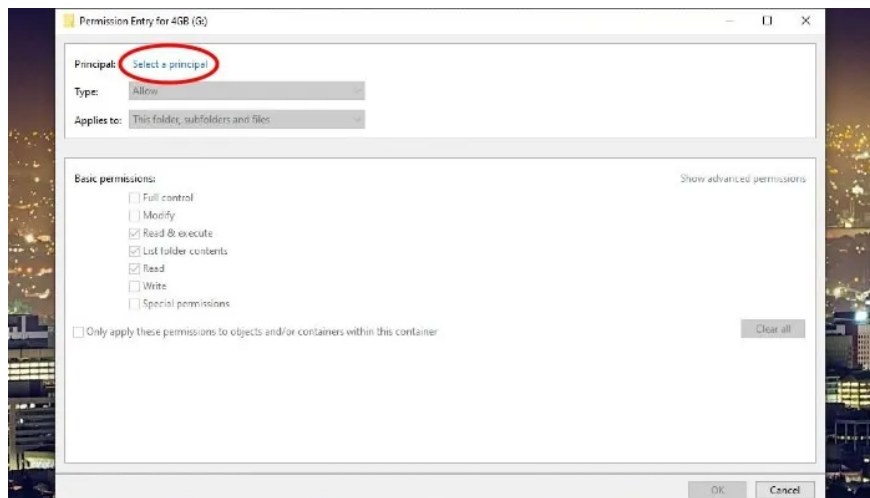 Permission Entry for 4GB (G:)
Principal: Select a principal
Type: Allow
Applies to: This folder, subfolders and files
Basic permissions: Show advanced permissions
Full control
Modify
Read & execute
List folder contents
Read
Write
Special permissions
Only apply these permissions to objects and/or containers within this container Clear all
OK Cancel